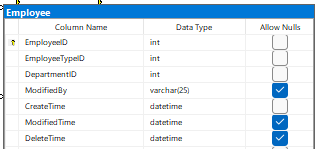 Employee
Column Name Data Type Allow Nulls
EmployeeID int
EmployeeTypeID int
DepartmentID int
ModifiedBy varchar(25)
CreateTime datetime
ModifiedTime datetime
DeleteTime datetime